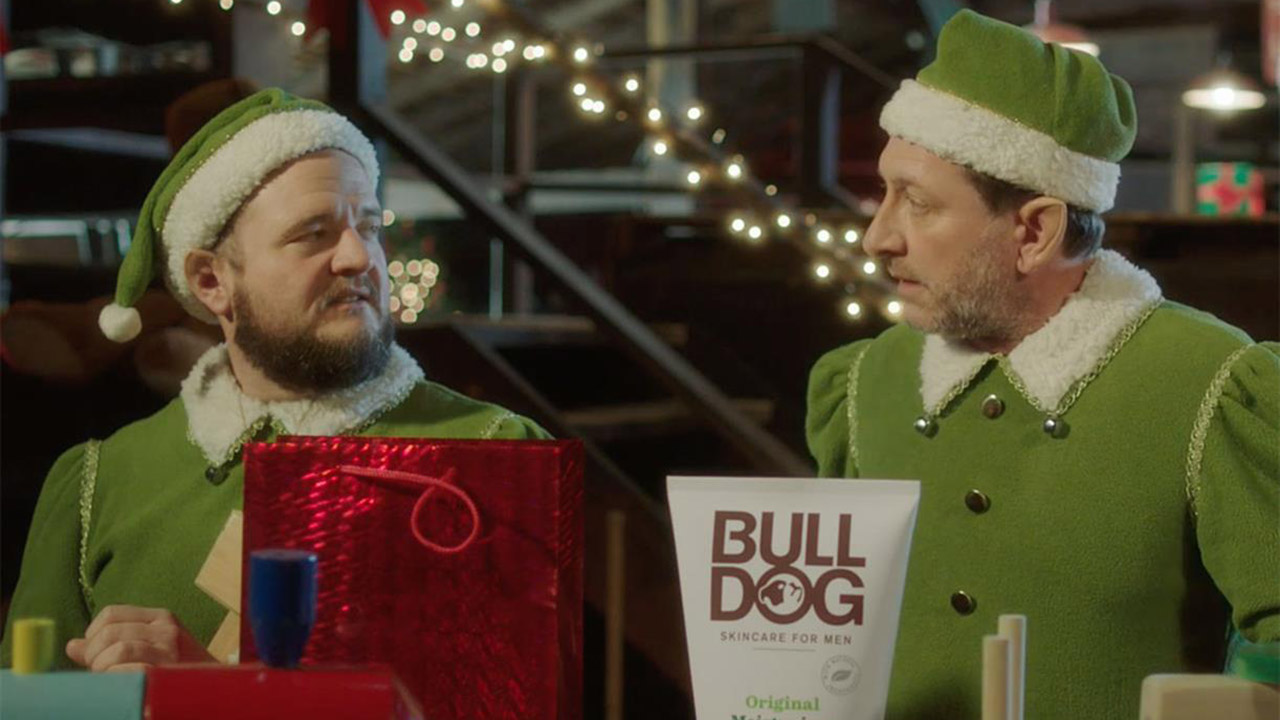 BULL
DOG
SKINCARE FOR MEN
Original